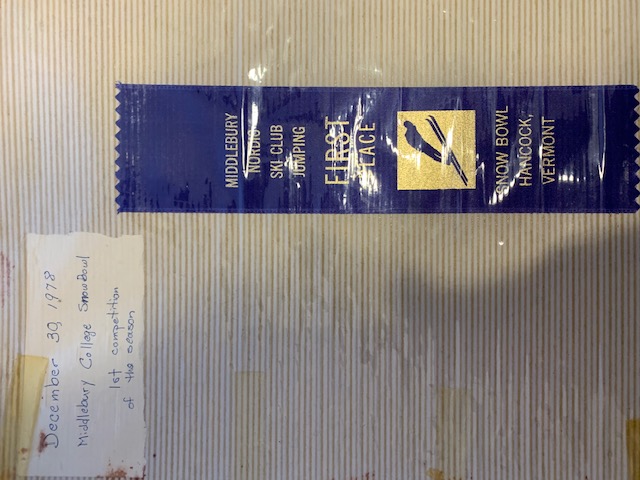 MIDDLEBURY
NORDIC
SKI CLUB
JUMPING
FIRST
PLACE
SNOW BOWL
HANCOCK,
VERMONT
December 30, 1978
Middlebury College Snowbowl
1st competition
of the season